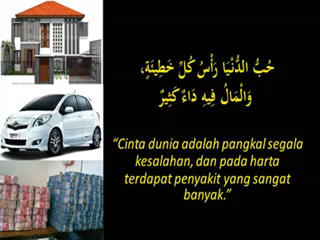 حُبُّ الدُّنْيَا رَأْسُ كُلِّ خَطِيئَةٍ،
وَالْمَالُ فِيهِ دَاءٌ كَثِيرٌ
“Cinta dunia adalah pangkal segala
kesalahan, dan pada harta
terdapat penyakit yang sangat
banyak.”